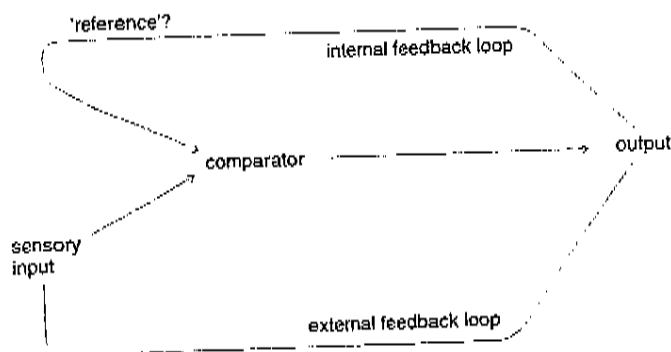 'reference'?
internal feedback loop
comparator
output
sensory
input
external feedback loop